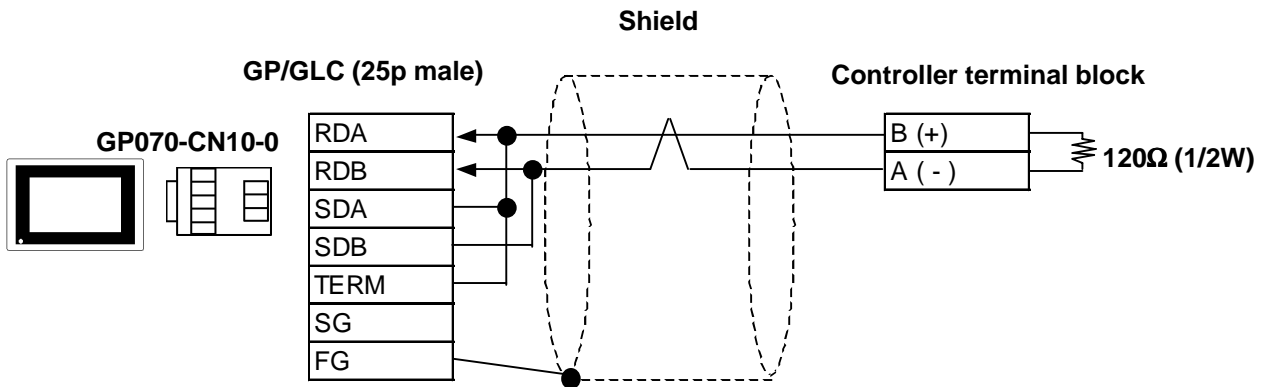 Shield
GP/GLC (25p male)
Controller terminal block
GP070-CN10-0
RDA
RDB
SDA
SDB
TERM
SG
FG
B (+)
A ( - )
120Ω (1/2W)